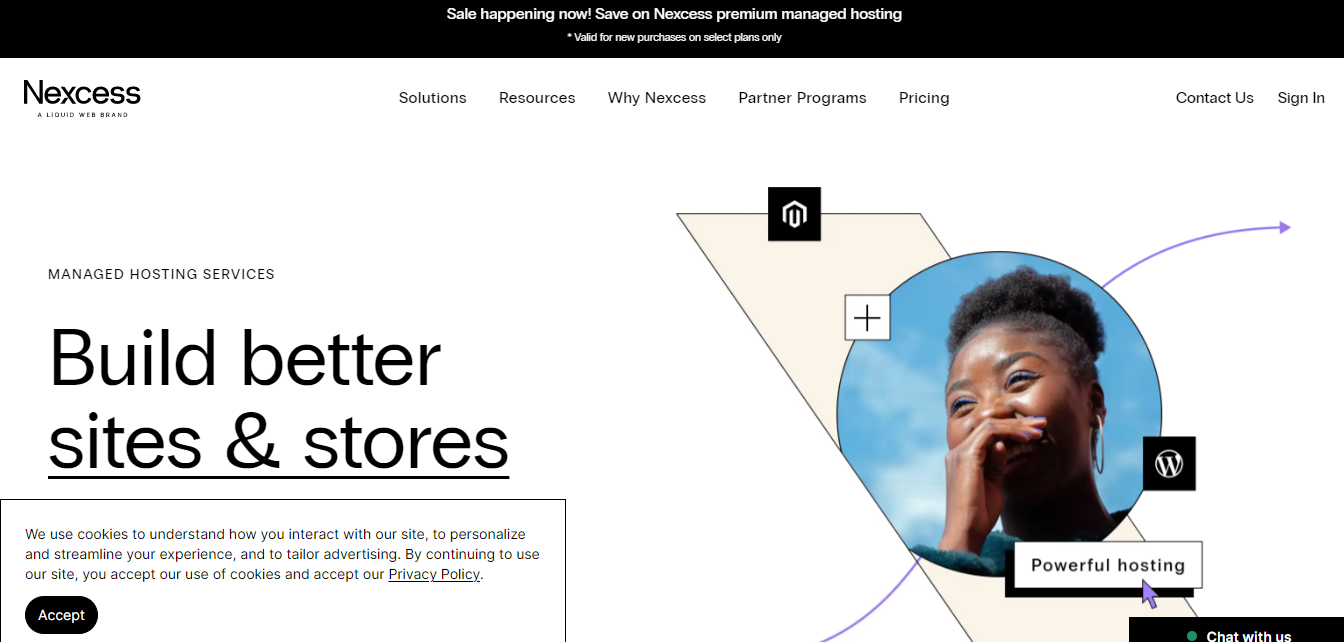 Sale happening now! Save on Nexcess premium managed hosting
* Valid for new purchases on select plans only
Nexcess
A LIQUID WEB BRAND
Solutions
Resources
Why Nexcess
Partner Programs
Pricing
Contact Us
Sign In
MANAGED HOSTING SERVICES
Build better
sites & stores
Powerful hosting
We use cookies to understand how you interact with our site, to personalize
and streamline your experience, and to tailor advertising. By continuing to use
our site, you accept our use of cookies and accept our Privacy Policy.
Accept
Chat with us